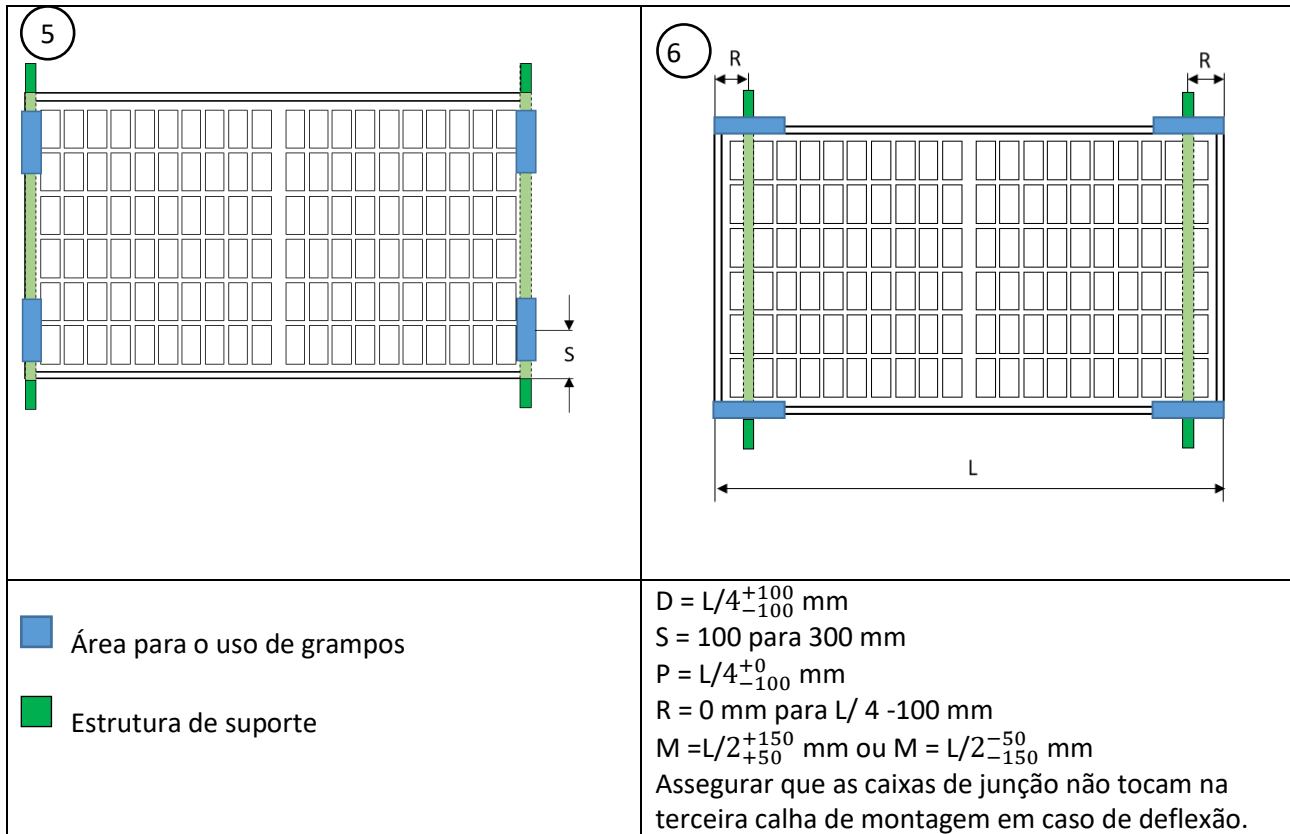 5
S
6
R R
L
Área para o uso de grampos
Estrutura de suporte
D = L/4 +100 −100 mm
S = 100 para 300 mm
P = L/4 +0 −100 mm
R = 0 mm para L/ 4 -100 mm
M =L/2 +150 +50 mm ou M = L/2 −50 −150 mm
Assegurar que as caixas de junção não tocam na
terceira calha de montagem em caso de deflexão.